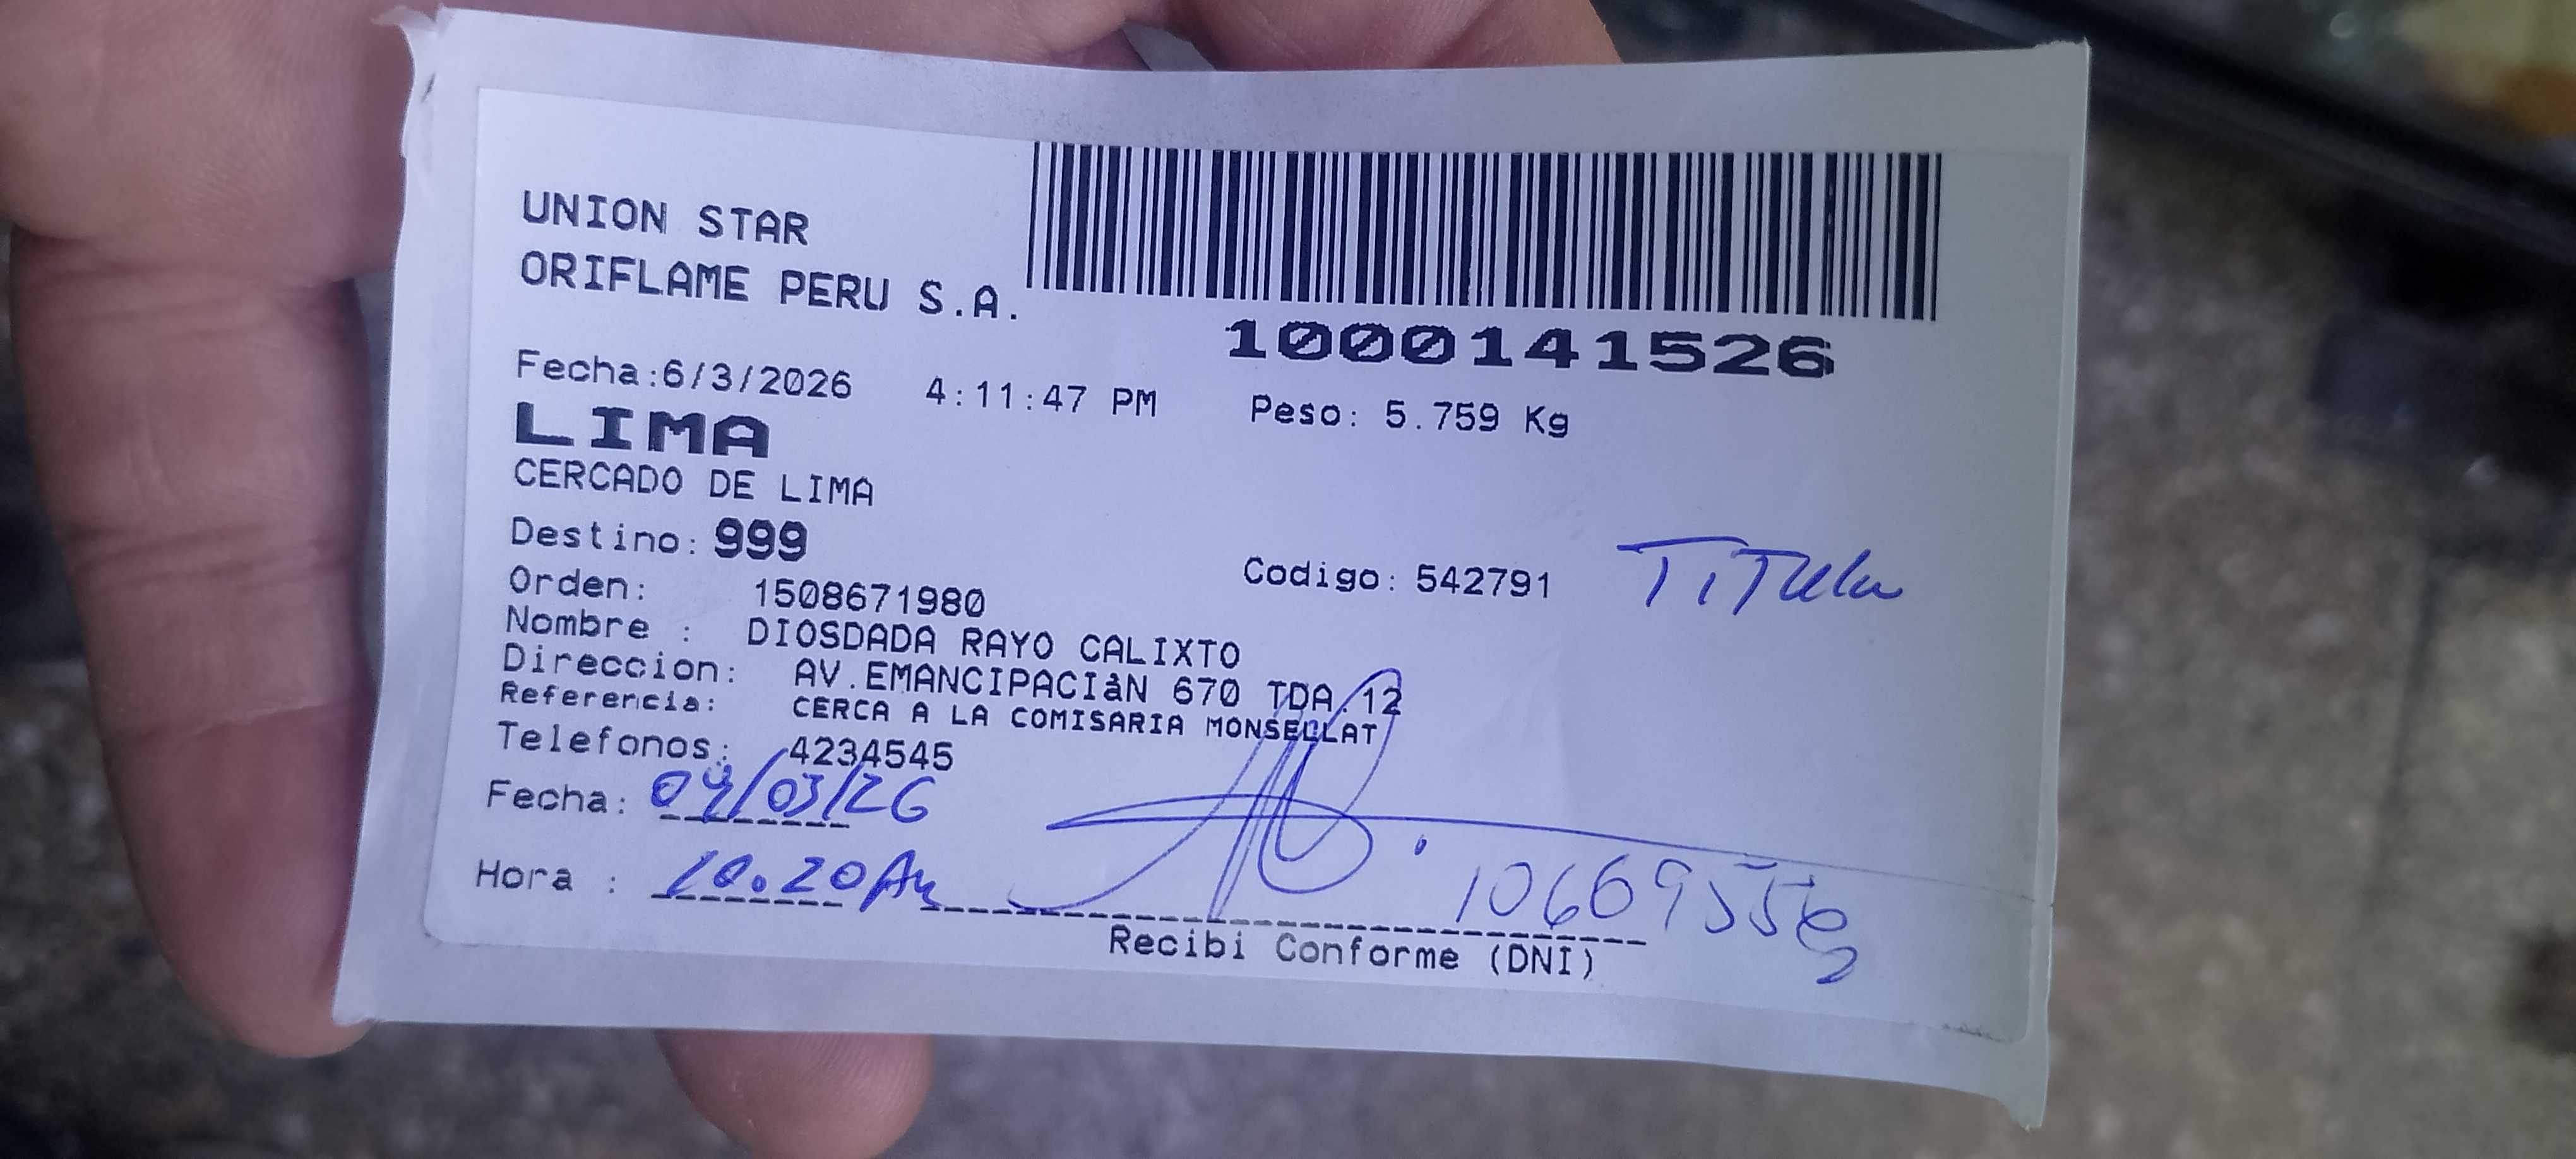 UNION STAR
ORIFLAME PERU S.A.
1000141526
Fecha:6/3/2026 4:11:47 PM Peso: 5.759 Kg
LIMA
CERCADO DE LIMA
Destino: 999
Orden: 1508671980 Codigo: 542791
Nombre : DIOSDADA RAYO CALIXTO
Direccion: AV.EMANCIPACIàN 670 TDA.12
Referencia: CERCA A LA COMISARIA MONSELLAT
Telefonos: 4234545
Fecha: 09/03/26
Hora : 10.20Am
Recibi Conforme (DNI)